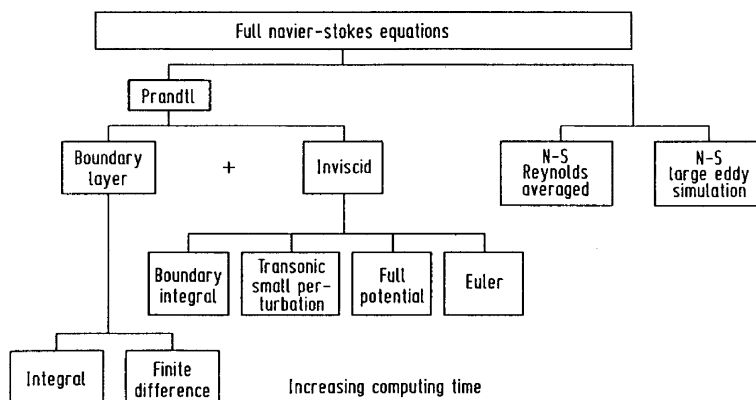 Full navier-stokes equations
Prandtl
Boundary
layer
+
Inviscid
N-S
Reynolds
averaged
N-S
large eddy
simulation
Boundary
integral
Transonic
small per-
turbation
Full
potential
Euler
Integral
Finite
difference
Increasing computing time